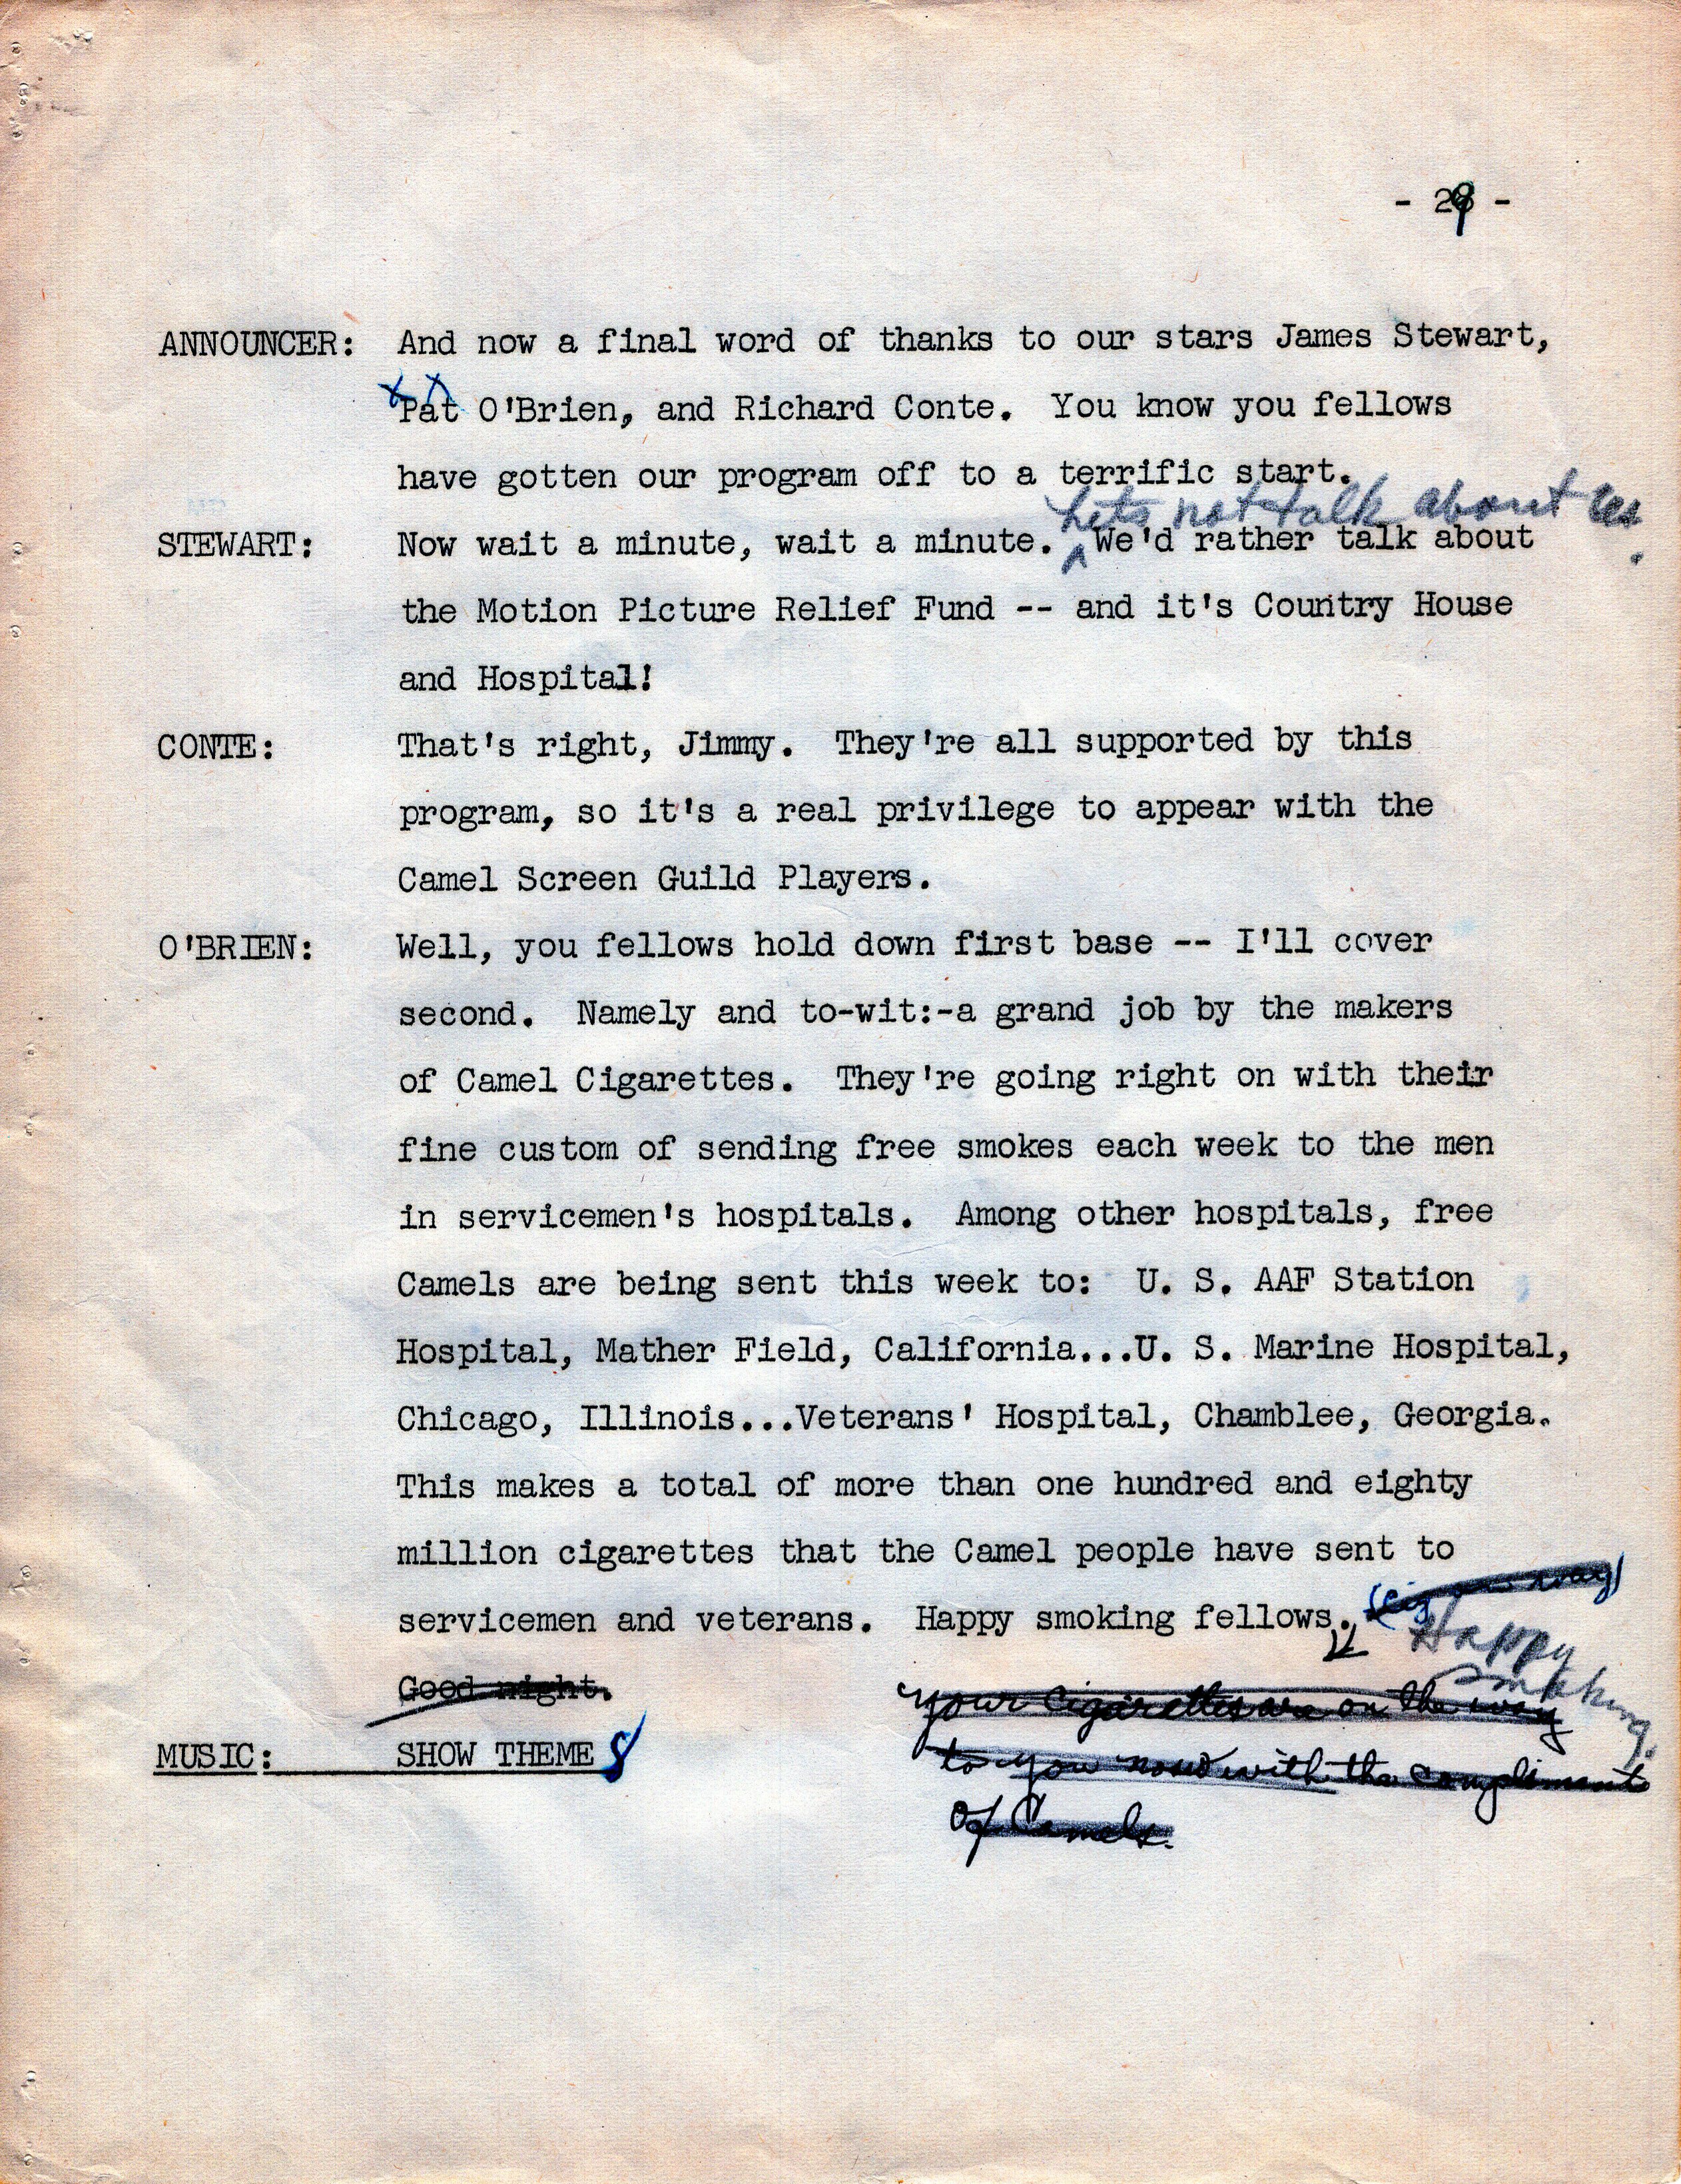 - 29 -
ANNOUNCER: And now a final word of thanks to our stars James Stewart,
Pat O'Brien, and Richard Conte. You know you fellows
have gotten our program off to a terrific start.
Lets not talk about us.
STEWART: Now wait a minute, wait a minute. We'd rather talk about
the Motion Picture Relief Fund -- and it's Country House
and Hospital!
CONTE: That's right, Jimmy. They're all supported by this
program, so it's a real privilege to appear with the
Camel Screen Guild Players.
O'BRIEN: Well, you fellows hold down first base -- I'll cover
second. Namely and to-wit:-a grand job by the makers
of Camel Cigarettes. They're going right on with their
fine custom of sending free smokes each week to the men
in servicemen's hospitals. Among other hospitals, free
Camels are being sent this week to: U. S. AAF Station
Hospital, Mather Field, California...U. S. Marine Hospital,
Chicago, Illinois...Veterans' Hospital, Chamblee, Georgia.
This makes a total of more than one hundred and eighty
million cigarettes that the Camel people have sent to
servicemen and veterans. Happy smoking fellows.
Happy
smoking.
Good night.
your cigarettes are on the way
MUSIC: SHOW THEME
to you now with the compliments
of Camels.